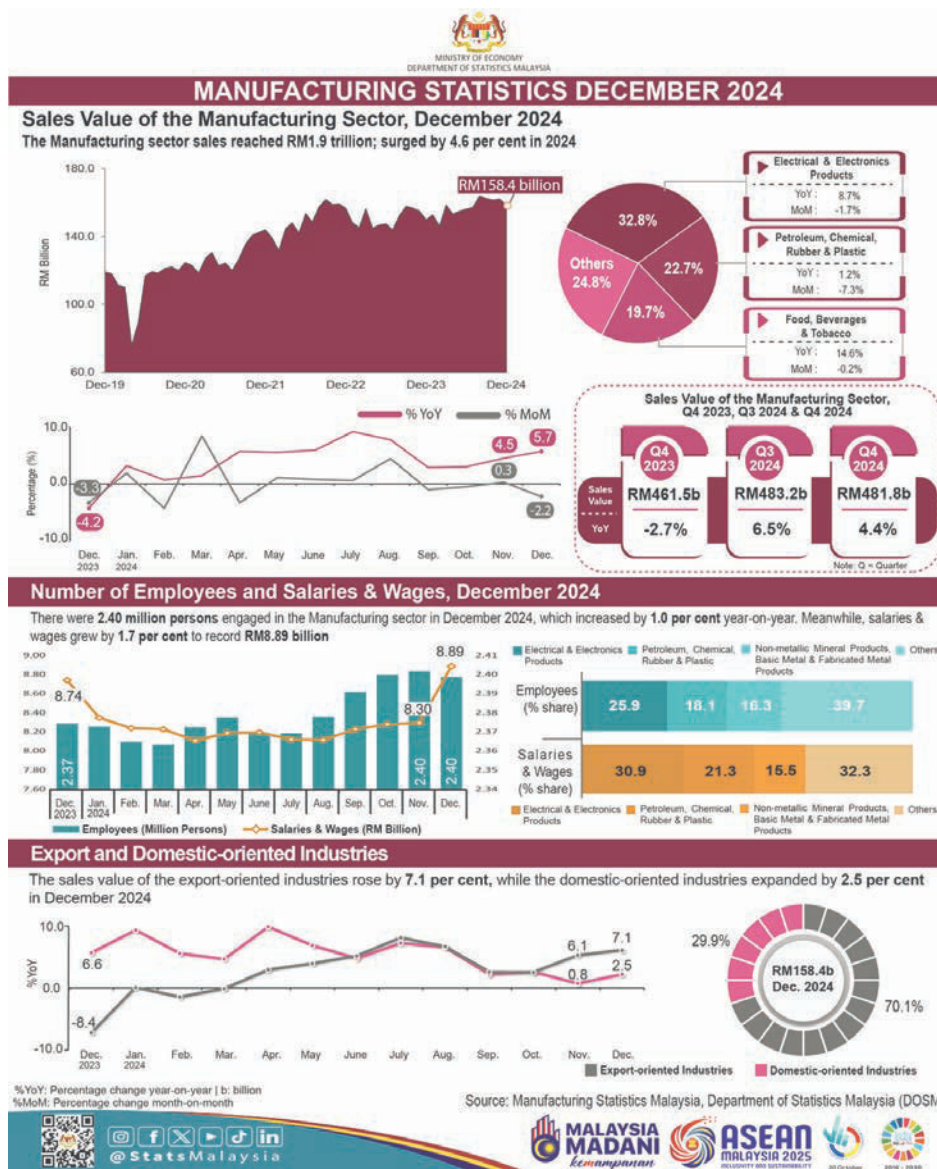 MINISTRY OF ECONOMY
DEPARTMENT OF STATISTICS MALAYSIA
MANUFACTURING STATISTICS DECEMBER 2024
Sales Value of the Manufacturing Sector, December 2024
The Manufacturing sector sales reached RM1.9 trillion; surged by 4.6 per cent in 2024
180.0
140.0
100.0
60.0
RM Billion
RM158.4 billion
Dec-19 Dec-20 Dec-21 Dec-22 Dec-23 Dec-24
32.8%
22.7%
19.7%
Others
24.8%
Electrical & Electronics
Products
YoY : 8.7%
MoM : -1.7%
Petroleum, Chemical,
Rubber & Plastic
YoY : 1.2%
MoM : -7.3%
Food, Beverages
& Tobacco
YoY : 14.6%
MoM : -0.2%
% YoY % MoM
10.0
0.0
-10.0
Percentage (%)
-3.3
-4.2
4.5
0.3
5.7
-2.2
Dec. Jan. Feb. Mar. Apr. May June July Aug. Sep. Oct. Nov. Dec.
2023 2024
Sales Value of the Manufacturing Sector,
Q4 2023, Q3 2024 & Q4 2024
Q4
2023
Q3
2024
Q4
2024
Sales
Value
RM461.5b RM483.2b RM481.8b
YoY
-2.7% 6.5% 4.4%
Note: Q = Quarter
Number of Employees and Salaries & Wages, December 2024
There were 2.40 million persons engaged in the Manufacturing sector in December 2024, which increased by 1.0 per cent year-on-year. Meanwhile, salaries &
wages grew by 1.7 per cent to record RM8.89 billion
9.00
8.80
8.60
8.40
8.20
8.00
7.80
7.60
8.74
8.30
8.89
2.37
2.40
2.40
2.41
2.40
2.39
2.38
2.37
2.36
2.35
2.34
Dec. Jan. Feb. Mar. Apr. May June July Aug. Sep. Oct. Nov. Dec.
2023 2024
Employees (Million Persons) Salaries & Wages (RM Billion)
Electrical & Electronics
Products
Petroleum, Chemical,
Rubber & Plastic
Non-metallic Mineral Products,
Basic Metal & Fabricated Metal
Products
Others
Employees
(% share)
25.9 18.1 16.3 39.7
Salaries
& Wages
(% share)
30.9 21.3 15.5 32.3
Electrical & Electronics
Products
Petroleum, Chemical,
Rubber & Plastic
Non-metallic Mineral Products,
Basic Metal & Fabricated Metal
Products
Others
Export and Domestic-oriented Industries
The sales value of the export-oriented industries rose by 7.1 per cent, while the domestic-oriented industries expanded by 2.5 per cent
in December 2024
10.0
0.0
-10.0
%YoY
6.6
-8.4
6.1
0.8
7.1
2.5
Dec. Jan. Feb. Mar. Apr. May June July Aug. Sep. Oct. Nov. Dec.
2023 2024
29.9%
RM158.4b
Dec. 2024
70.1%
Export-oriented Industries Domestic-oriented Industries
%YoY: Percentage change year-on-year | b: billion
%MoM: Percentage change month-on-month
Source: Manufacturing Statistics Malaysia, Department of Statistics Malaysia (DOSM
@StatsMalaysia
MALAYSIA
MADANI
kemampanan
ASEAN
MALAYSIA 2025
INCLUSIVITY AND SUSTAINABILITY
20 October